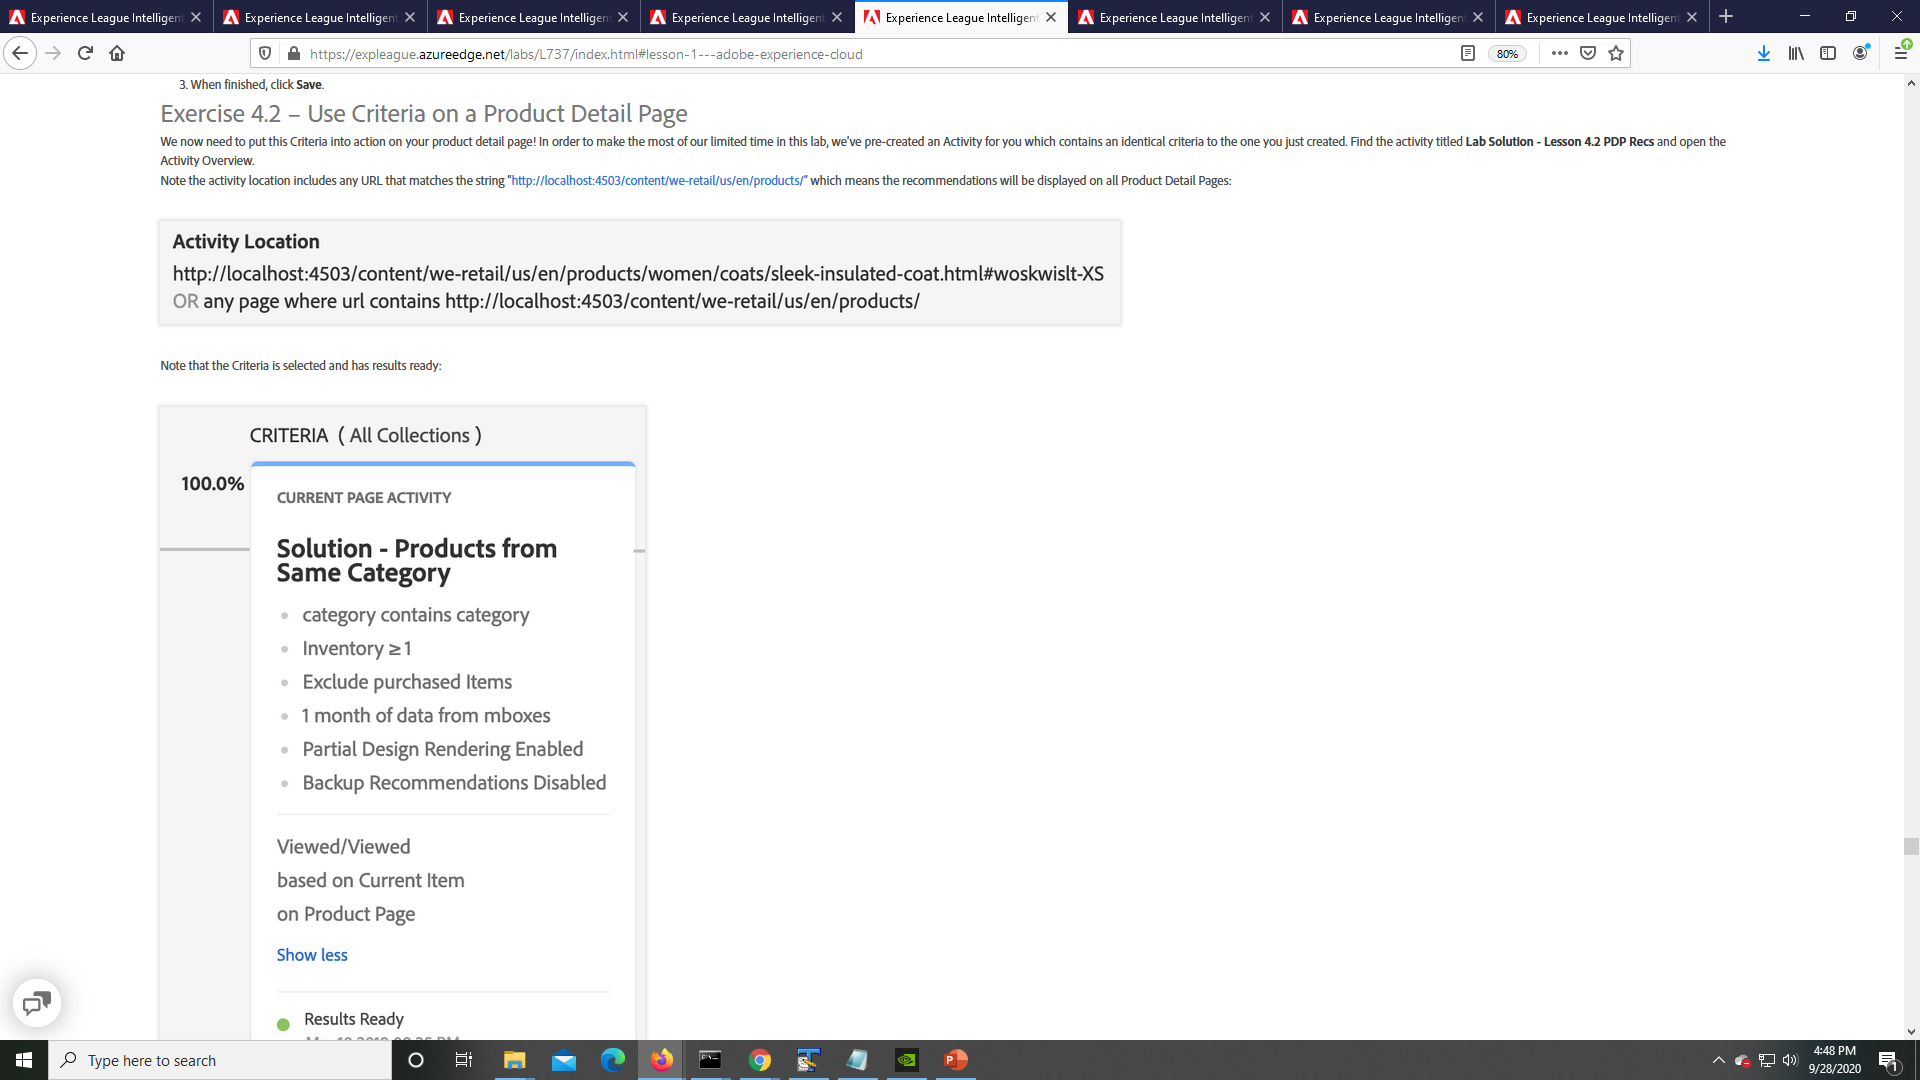 Experience League Intelligent
Experience League Intelligent
Experience League Intelligent
Experience League Intelligent
Experience League Intelligent
Experience League Intelligent
Experience League Intelligent
Experience League Intelligent
https://expleague.azureedge.net/labs/L737/index.html#lesson-1---adobe-experience-cloud
80%
3. When finished, click Save.
Exercise 4.2 – Use Criteria on a Product Detail Page
We now need to put this Criteria into action on your product detail page! In order to make the most of our limited time in this lab, we've pre-created an Activity for you which contains an identical criteria to the one you just created. Find the activity titled Lab Solution - Lesson 4.2 PDP Recs and open the
Activity Overview.
Note the activity location includes any URL that matches the string "http://localhost:4503/content/we-retail/us/en/products/" which means the recommendations will be displayed on all Product Detail Pages:
Activity Location
http://localhost:4503/content/we-retail/us/en/products/women/coats/sleek-insulated-coat.html#woskwislt-XS
OR any page where url contains http://localhost:4503/content/we-retail/us/en/products/
Note that the Criteria is selected and has results ready:
CRITERIA ( All Collections )
100.0%
CURRENT PAGE ACTIVITY
Solution - Products from
Same Category
category contains category
Inventory ≥ 1
Exclude purchased Items
1 month of data from mboxes
Partial Design Rendering Enabled
Backup Recommendations Disabled
Viewed/Viewed
based on Current Item
on Product Page
Show less
Results Ready
Type here to search
4:48 PM
9/28/2020